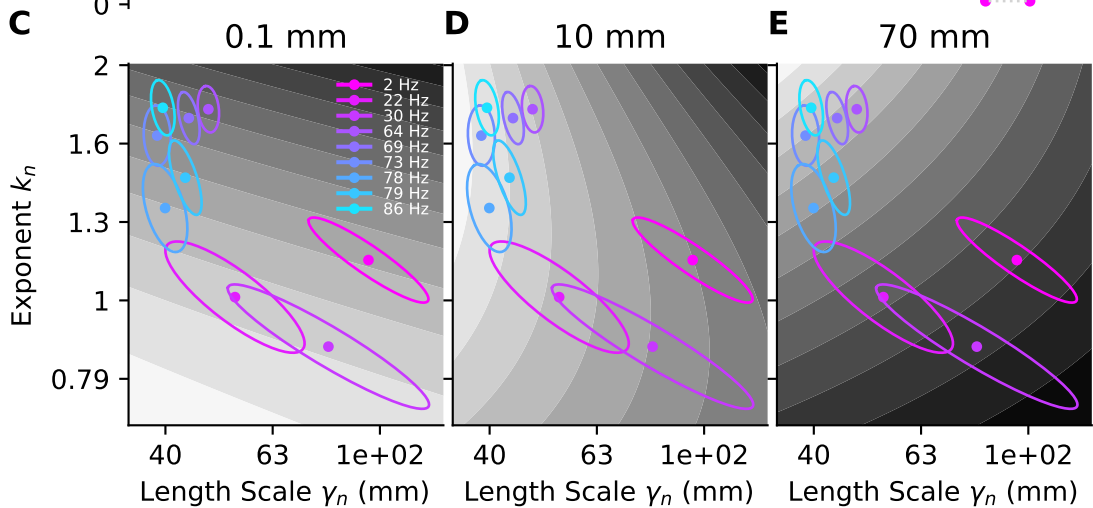 0
C
0.1 mm
D
10 mm
E
70 mm
2
1.6
1.3
1
0.79
Exponent kₙ
2 Hz
22 Hz
30 Hz
64 Hz
69 Hz
73 Hz
78 Hz
79 Hz
86 Hz
40 63 1e+02
40 63 1e+02
40 63 1e+02
Length Scale γₙ (mm)
Length Scale γₙ (mm)
Length Scale γₙ (mm)